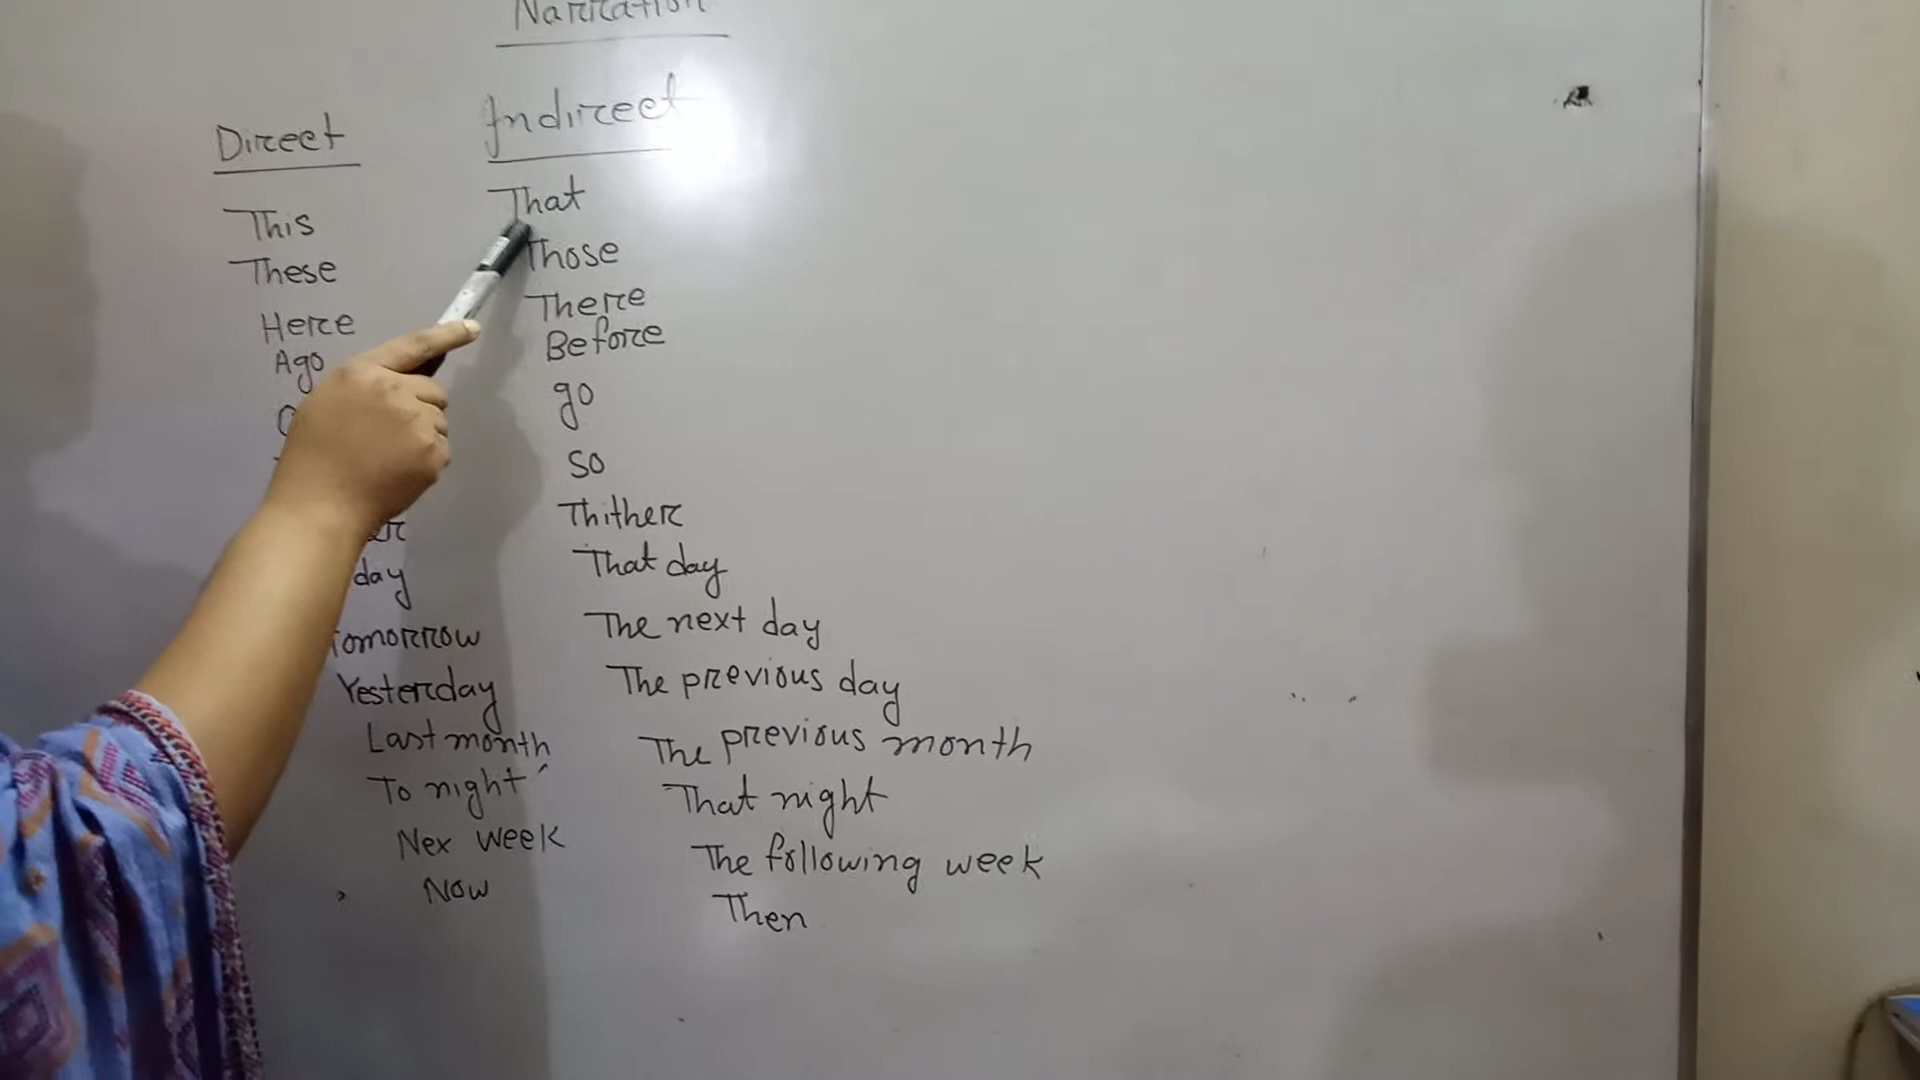 Narration
Direct Indirect
This That
These Those
Here There
Ago Before
go
so
Thither
day That day
Tomorrow The next day
Yesterday The previous day
Last month The previous month
To night That night
Nex week The following week
Now Then